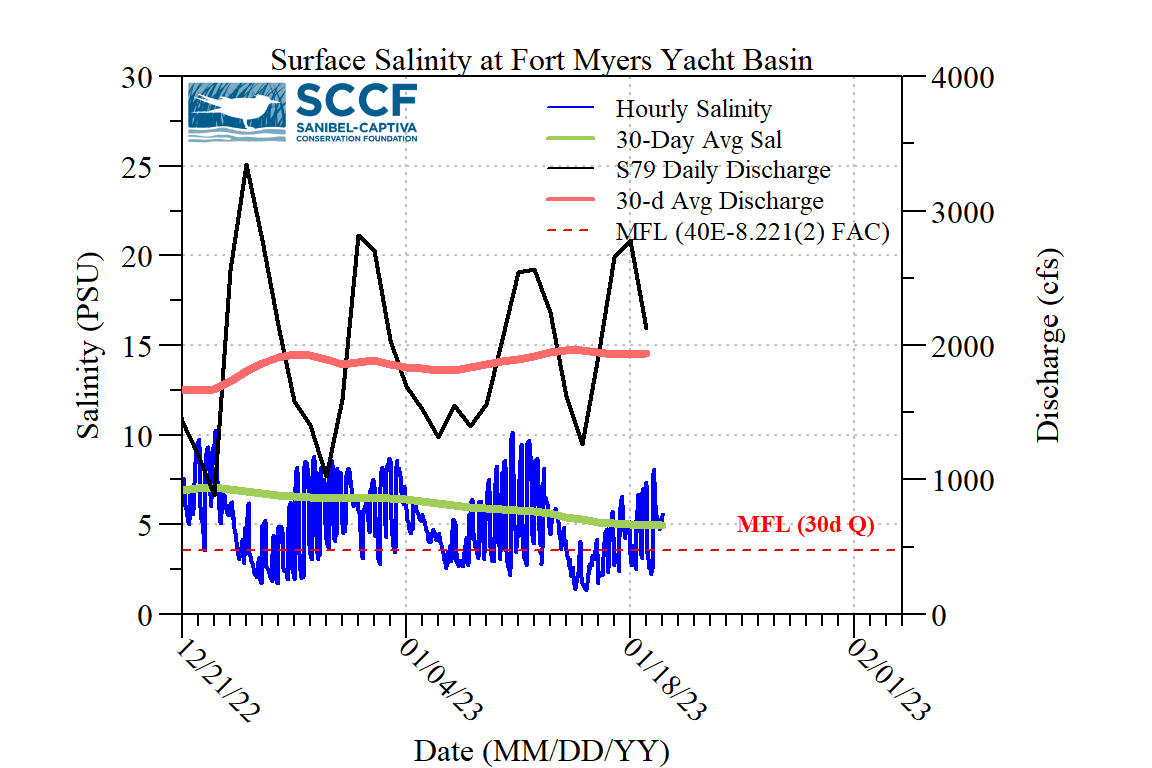 Surface Salinity at Fort Myers Yacht Basin
SCCF
SANIBEL-CAPTIVA
CONSERVATION FOUNDATION
Hourly Salinity
30-Day Avg Sal
S79 Daily Discharge
30-d Avg Discharge
MFL (40E-8.221(2) FAC)
Salinity (PSU)
30
25
20
15
10
5
0
Discharge (cfs)
4000
3000
2000
1000
0
MFL (30d Q)
12/21/22
01/04/23
01/18/23
02/01/23
Date (MM/DD/YY)